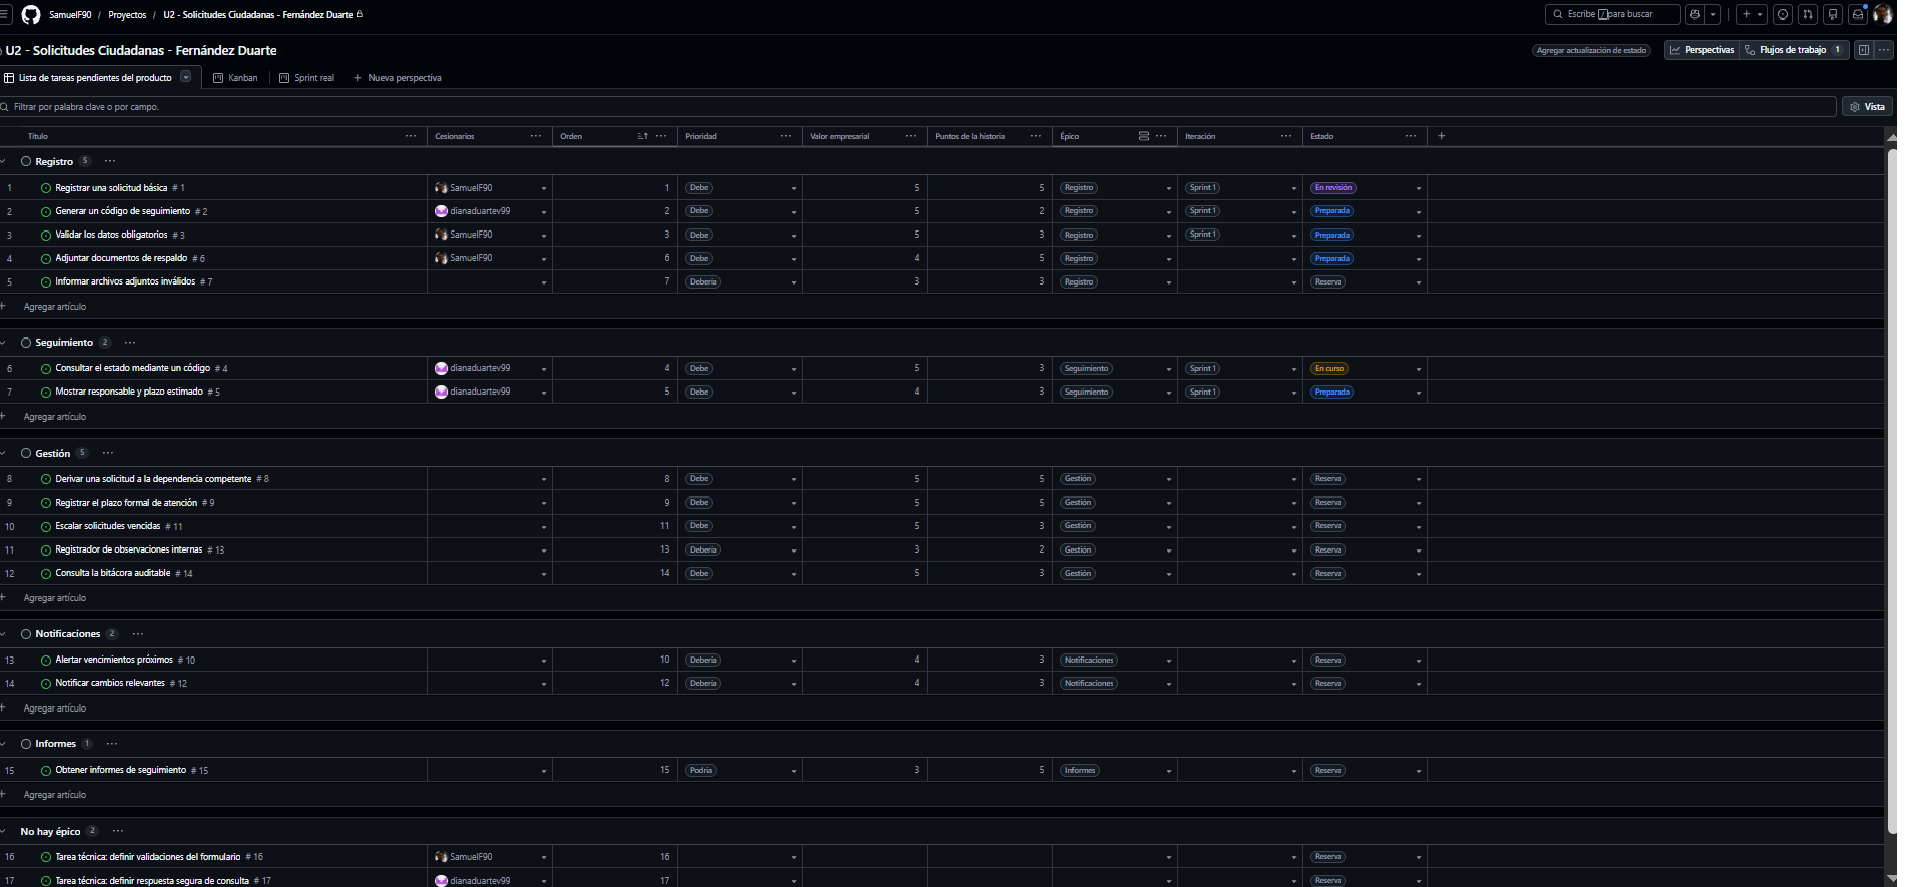 SamuelF90 / Proyectos / U2 - Solicitudes Ciudadanas - Fernández Duarte
Escribe / para buscar
U2 - Solicitudes Ciudadanas - Fernández Duarte
Agregar actualización de estado Perspectivas Flujos de trabajo 1
Lista de tareas pendientes del producto Kanban Sprint real + Nueva perspectiva
Filtrar por palabra clave o por campo. Vista
Título Cesionarios Orden Prioridad Valor empresarial Puntos de la historia Épico Iteración Estado +
Registro 5 ...
1 Registrar una solicitud básica # 1 SamuelF90 1 Debe 5 5 Registro Sprint 1 En revisión
2 Generar un código de seguimiento # 2 dianaduartev99 2 Debe 5 2 Registro Sprint 1 Preparada
3 Validar los datos obligatorios # 3 SamuelF90 3 Debe 5 3 Registro Sprint 1 Preparada
4 Adjuntar documentos de respaldo # 6 SamuelF90 6 Debe 4 5 Registro Preparada
5 Informar archivos adjuntos inválidos # 7 7 Debería 3 3 Registro Reserva
+ Agregar artículo
Seguimiento 2 ...
6 Consultar el estado mediante un código # 4 dianaduartev99 4 Debe 5 3 Seguimiento Sprint 1 En curso
7 Mostrar responsable y plazo estimado # 5 dianaduartev99 5 Debe 4 3 Seguimiento Sprint 1 Preparada
+ Agregar artículo
Gestión 5 ...
8 Derivar una solicitud a la dependencia competente # 8 8 Debe 5 5 Gestión Reserva
9 Registrar el plazo formal de atención # 9 9 Debe 5 5 Gestión Reserva
10 Escalar solicitudes vencidas # 11 11 Debe 5 3 Gestión Reserva
11 Registrador de observaciones internas # 13 13 Debería 3 2 Gestión Reserva
12 Consulta la bitácora auditable # 14 14 Debe 5 3 Gestión Reserva
+ Agregar artículo
Notificaciones 2 ...
13 Alertar vencimientos próximos # 10 10 Debería 4 3 Notificaciones Reserva
14 Notificar cambios relevantes # 12 12 Debería 4 3 Notificaciones Reserva
+ Agregar artículo
Informes 1 ...
15 Obtener informes de seguimiento # 15 15 Podría 3 5 Informes Reserva
+ Agregar artículo
No hay épico 2 ...
16 Tarea técnica: definir validaciones del formulario # 16 SamuelF90 16 Reserva
17 Tarea técnica: definir respuesta segura de consulta # 17 dianaduartev99 17 Reserva